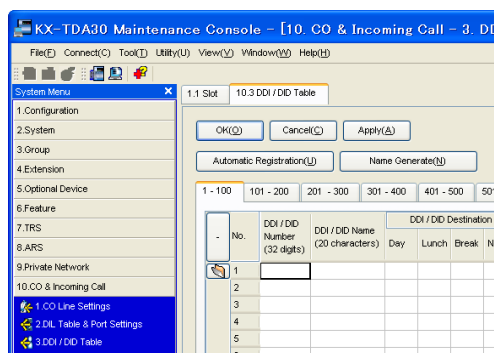 KX-TDA30 Maintenance Console - [10. CO & Incoming Call - 3. DD
File(F) Connect(C) Tool(T) Utility(U) View(V) Window(W) Help(H)
System Menu
1.1 Slot 10.3 DDI / DID Table
1.Configuration
2.System
3.Group
4.Extension
5.Optional Device
6.Feature
7.TRS
8.ARS
9.Private Network
10.CO & Incoming Call
1.CO Line Settings
2.DIL Table & Port Settings
3.DDI / DID Table
OK(O) Cancel(C) Apply(A)
Automatic Registration(U) Name Generate(N)
1 - 100 101 - 200 201 - 300 301 - 400 401 - 500 501
- No. DDI / DID Number (32 digits) DDI / DID Name (20 characters) DDI / DID Destination
Day Lunch Break N
1
2
3
4
5